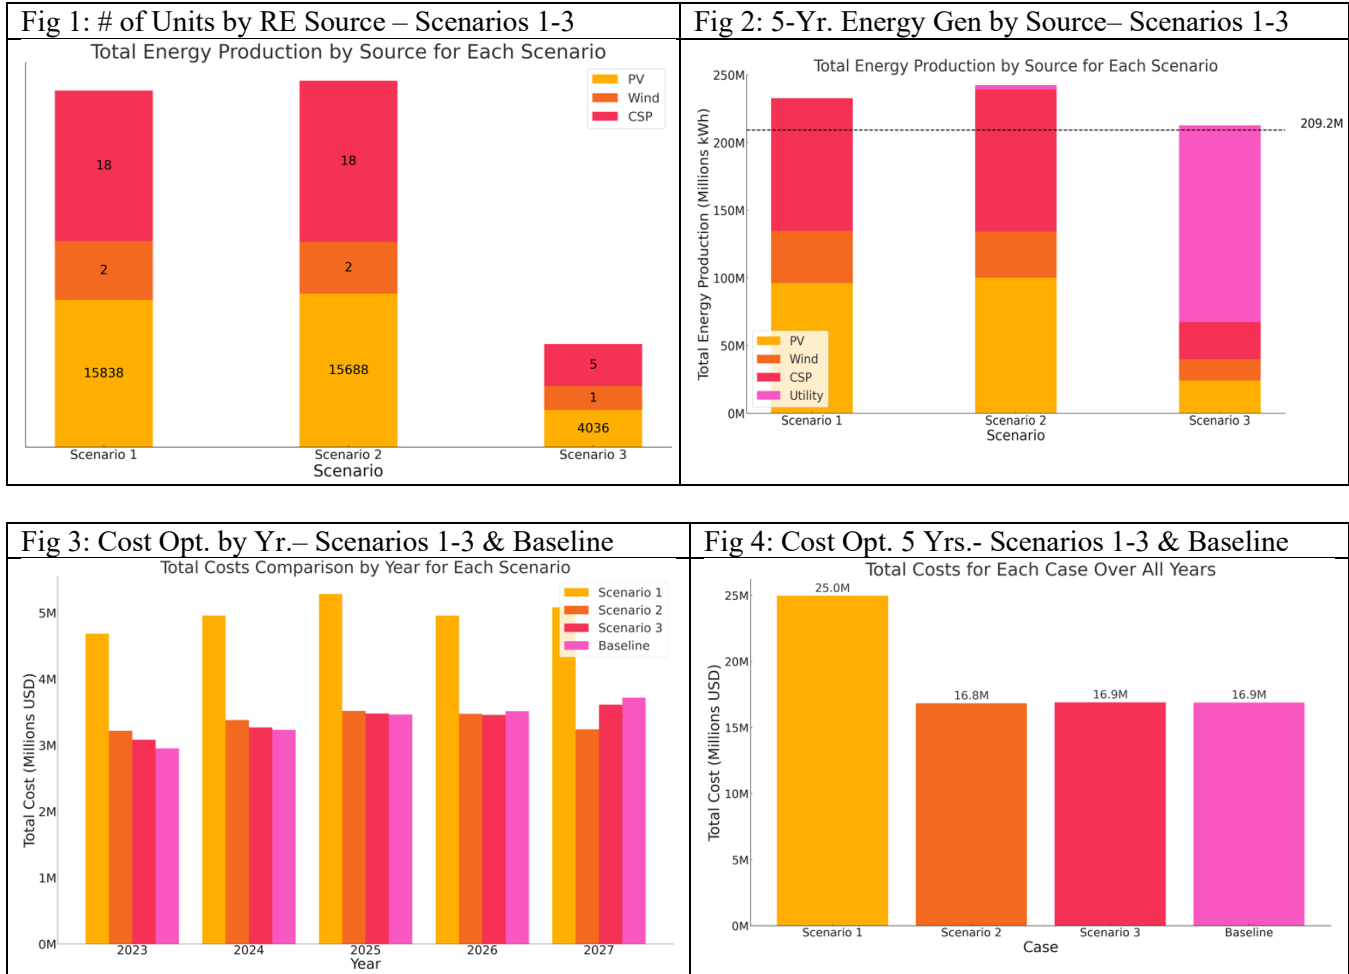 Fig 1: # of Units by RE Source – Scenarios 1-3
Total Energy Production by Source for Each Scenario
PV
Wind
CSP
18
18
2
2
15838
15688
5
1
4036
Scenario 1
Scenario 2
Scenario 3
Scenario
Fig 2: 5-Yr. Energy Gen by Source– Scenarios 1-3
Total Energy Production by Source for Each Scenario
Total Energy Production (Millions kWh)
250M
200M
150M
100M
50M
0M
209.2M
PV
Wind
CSP
Utility
Scenario 1
Scenario 2
Scenario 3
Scenario
Fig 3: Cost Opt. by Yr.– Scenarios 1-3 & Baseline
Total Costs Comparison by Year for Each Scenario
Total Cost (Millions USD)
5M
4M
3M
2M
1M
0M
Scenario 1
Scenario 2
Scenario 3
Baseline
2023
2024
2025
2026
2027
Year
Fig 4: Cost Opt. 5 Yrs.- Scenarios 1-3 & Baseline
Total Costs for Each Case Over All Years
Total Cost (Millions USD)
25M
20M
15M
10M
5M
0M
25.0M
16.8M
16.9M
16.9M
Scenario 1
Scenario 2
Scenario 3
Baseline
Case